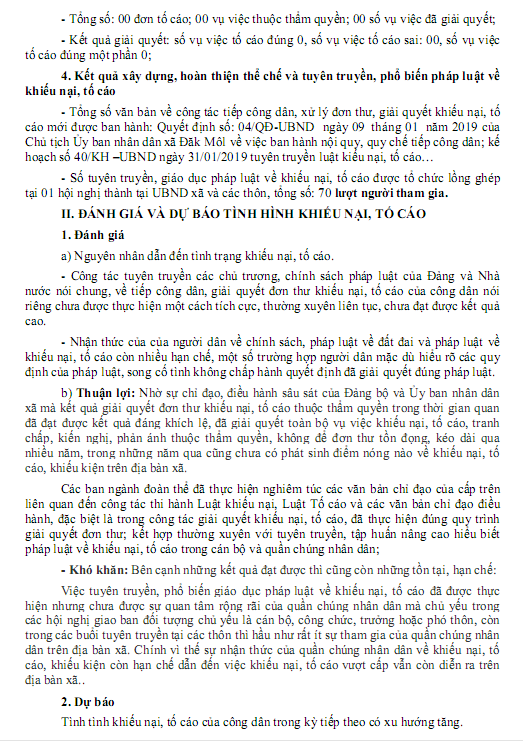 - Tổng số: 00 đơn tố cáo; 00 vụ việc thuộc thẩm quyền; 00 số vụ việc đã giải quyết;
- Kết quả giải quyết: số vụ việc tố cáo đúng 0, số vụ việc tố cáo sai: 00, số vụ việc
tố cáo đúng một phần 0;
4. Kết quả xây dựng, hoàn thiện thể chế và tuyên truyền, phổ biến pháp luật về
khiếu nại, tố cáo
- Tổng số văn bản về công tác tiếp công dân, xử lý đơn thư, giải quyết khiếu nại, tố
cáo mới được ban hành: Quyết định số: 04/QĐ-UBND ngày 09 tháng 01 năm 2019 của
Chủ tịch Ủy ban nhân dân xã Đăk Môl về việc ban hành nội quy, quy chế tiếp công dân; kế
hoạch số 40/KH –UBND ngày 31/01/2019 tuyên truyền luật kiếu nại, tố cáo…
- Số tuyên truyền, giáo dục pháp luật về khiếu nại, tố cáo được tổ chức lồng ghép
tại 01 hội nghị thành tại UBND xã và các thôn, tổng số: 70 lượt người tham gia.
II. ĐÁNH GIÁ VÀ DỰ BÁO TÌNH HÌNH KHIẾU NẠI, TỐ CÁO
1. Đánh giá
a) Nguyên nhân dẫn đến tình trạng khiếu nại, tố cáo.
- Công tác tuyên truyền các chủ trương, chính sách pháp luật của Đảng và Nhà
nước nói chung, về tiếp công dân, giải quyết đơn thư khiếu nại, tố cáo của công dân nói
riêng chưa được thực hiện một cách tích cực, thường xuyên liên tục, chưa đạt được kết quả
cao.
- Nhận thức của của người dân về chính sách, pháp luật về đất đai và pháp luật về
khiếu nại, tố cáo còn nhiều hạn chế, một số trường hợp người dân mặc dù hiểu rõ các quy
định của pháp luật, song cố tình không chấp hành quyết định đã giải quyết đúng pháp luật.
b) Thuận lợi: Nhờ sự chỉ đạo, điều hành sâu sát của Đảng bộ và Ủy ban nhân dân
xã mà kết quả giải quyết đơn thư khiếu nại, tố cáo thuộc thẩm quyền trong thời gian quan
đã đạt được kết quả đáng khích lệ, đã giải quyết toàn bộ vụ việc khiếu nại, tố cáo, tranh
chấp, kiến nghị, phản ánh thuộc thẩm quyền, không để đơn thư tồn đọng, kéo dài qua
nhiều năm, trong những năm qua cũng chưa có phát sinh điểm nóng nào về khiếu nại, tố
cáo, khiếu kiện trên địa bàn xã.
Các ban ngành đoàn thể đã thực hiện nghiêm túc các văn bản chỉ đạo của cấp trên
liên quan đến công tác thi hành Luật khiếu nại, Luật Tố cáo và các văn bản chỉ đạo điều
hành, đặc biệt là trong công tác giải quyết khiếu nại, tố cáo, đã thực hiện đúng quy trình
giải quyết đơn thư; kết hợp thường xuyên với tuyên truyền, tập huấn nâng cao hiểu biết
pháp luật về khiếu nại, tố cáo trong cán bộ và quần chúng nhân dân;
- Khó khăn: Bên cạnh những kết quả đạt được thì cũng còn những tồn tại, hạn chế:
Việc tuyên truyền, phổ biến giáo dục pháp luật về khiếu nại, tố cáo đã được thực
hiện nhưng chưa được sự quan tâm rộng rãi của quần chúng nhân dân mà chủ yếu trong
các hội nghị giao ban đối tượng chủ yếu là cán bộ, công chức, trưởng hoặc phó thôn, còn
trong các buổi tuyên truyền tại các thôn thì hầu như rất ít sự tham gia của quần chúng nhân
dân trên địa bàn xã. Chính vì thế sự nhận thức của quần chúng nhân dân về khiếu nại, tố
cáo, khiếu kiện còn hạn chế dẫn đến việc khiếu nại, tố cáo vượt cấp vẫn còn diễn ra trên
địa bàn xã..
2. Dự báo
Tình tình khiếu nại, tố cáo của công dân trong kỳ tiếp theo có xu hướng tăng.